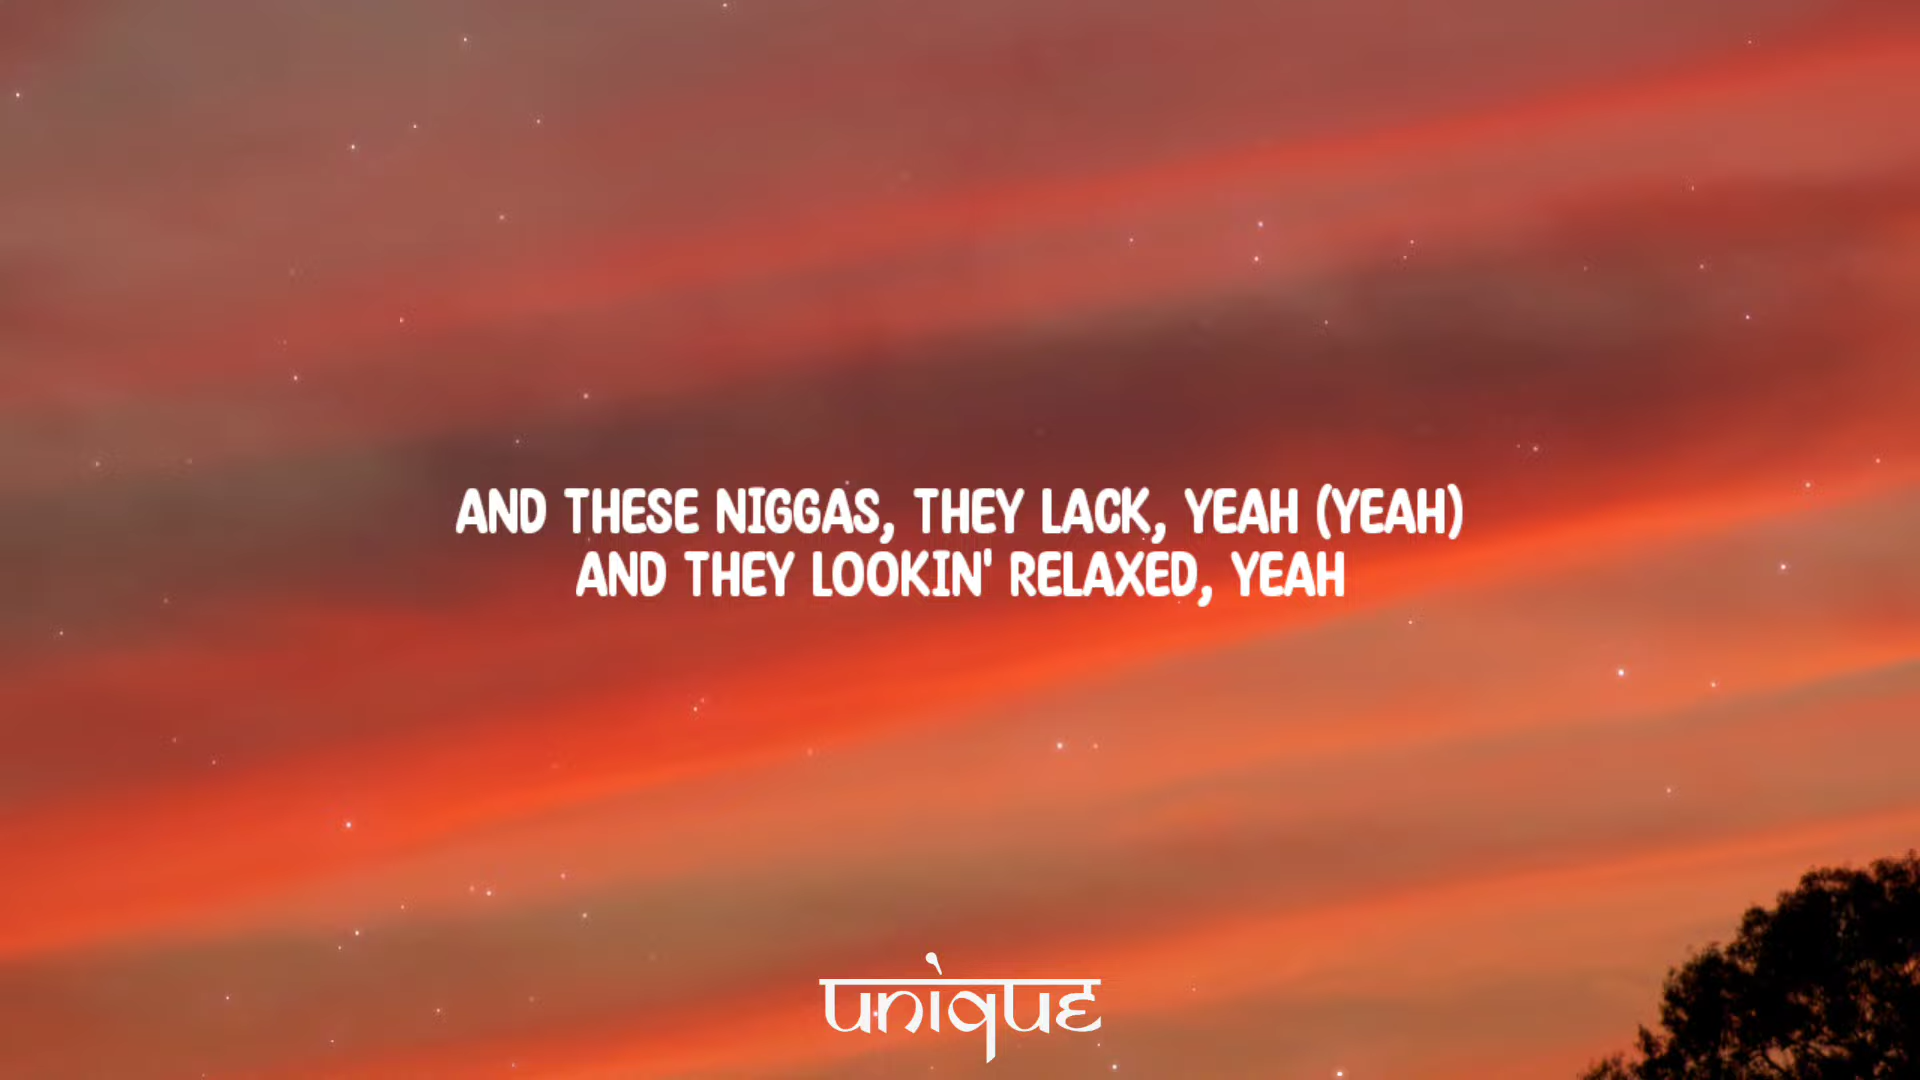 AND THESE NIGGAS, THEY LACK, YEAH (YEAH)
AND THEY LOOKIN' RELAXED, YEAH
UNIQUE